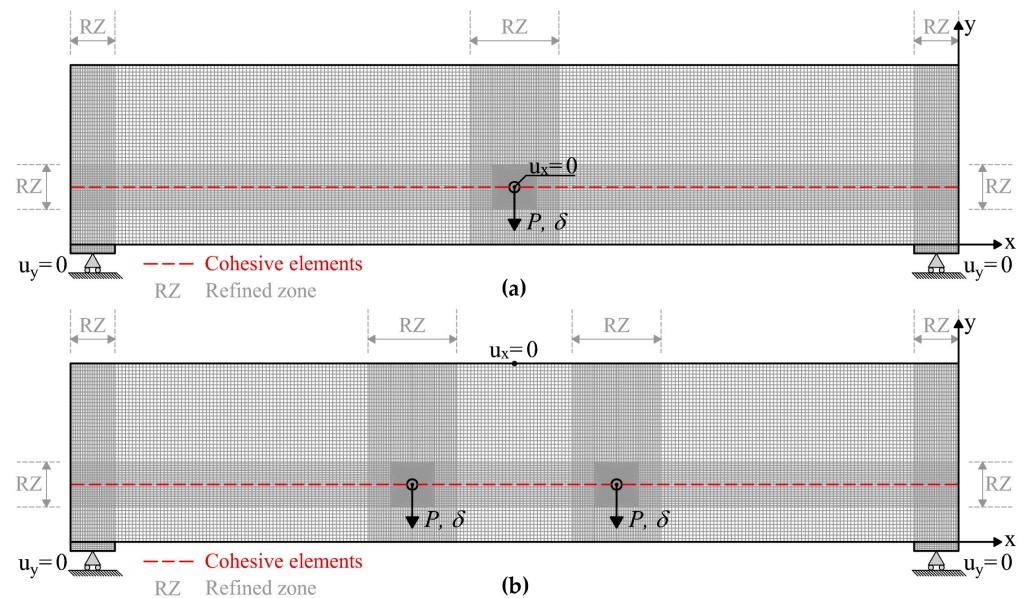 RZ RZ RZ y
uₓ=0
RZ RZ
P, δ
x
u_y=0 u_y=0
Cohesive elements
RZ Refined zone
(a)
RZ RZ RZ RZ y
uₓ=0
RZ RZ
P, δ P, δ
x
u_y=0 u_y=0
Cohesive elements
RZ Refined zone
(b)